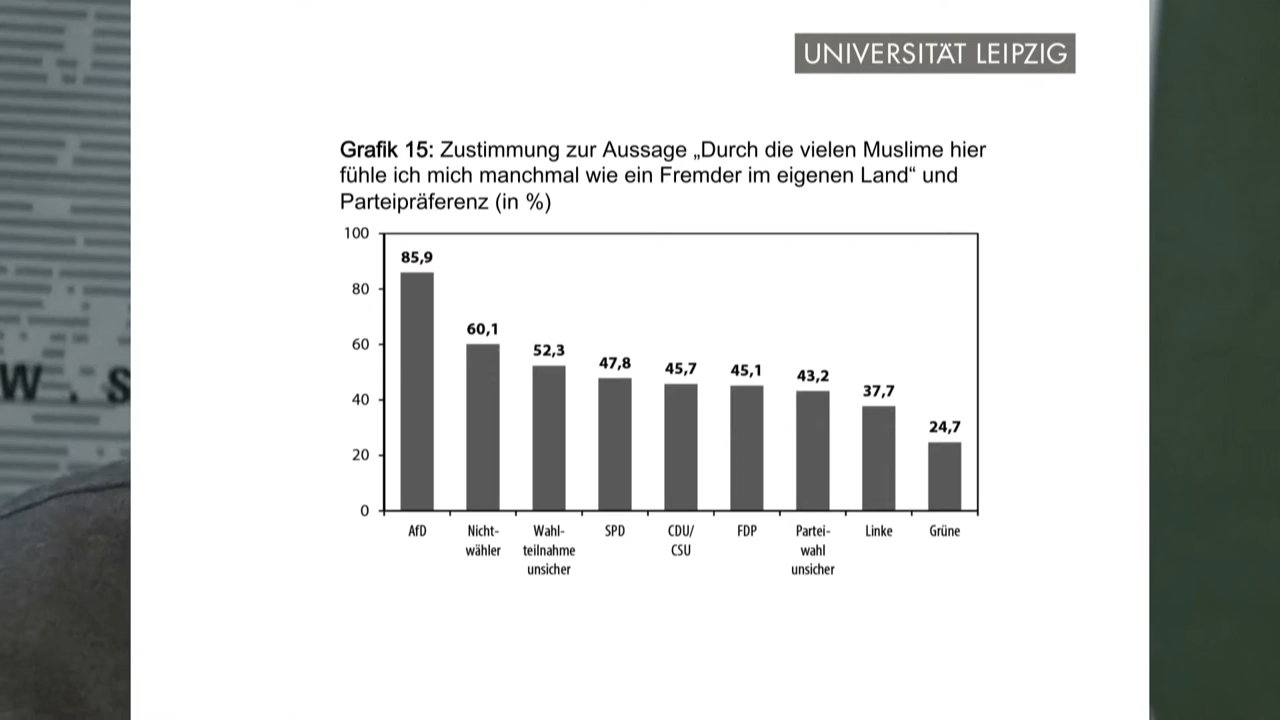 UNIVERSITÄT LEIPZIG
Grafik 15: Zustimmung zur Aussage „Durch die vielen Muslime hier
fühle ich mich manchmal wie ein Fremder im eigenen Land“ und
Parteipräferenz (in %)
100
80
60
40
20
0
85,9
60,1
52,3
47,8
45,7
45,1
43,2
37,7
24,7
AfD
Nicht-
wähler
Wahl-
teilnahme
unsicher
SPD
CDU/
CSU
FDP
Partei-
wahl
unsicher
Linke
Grüne
W . S